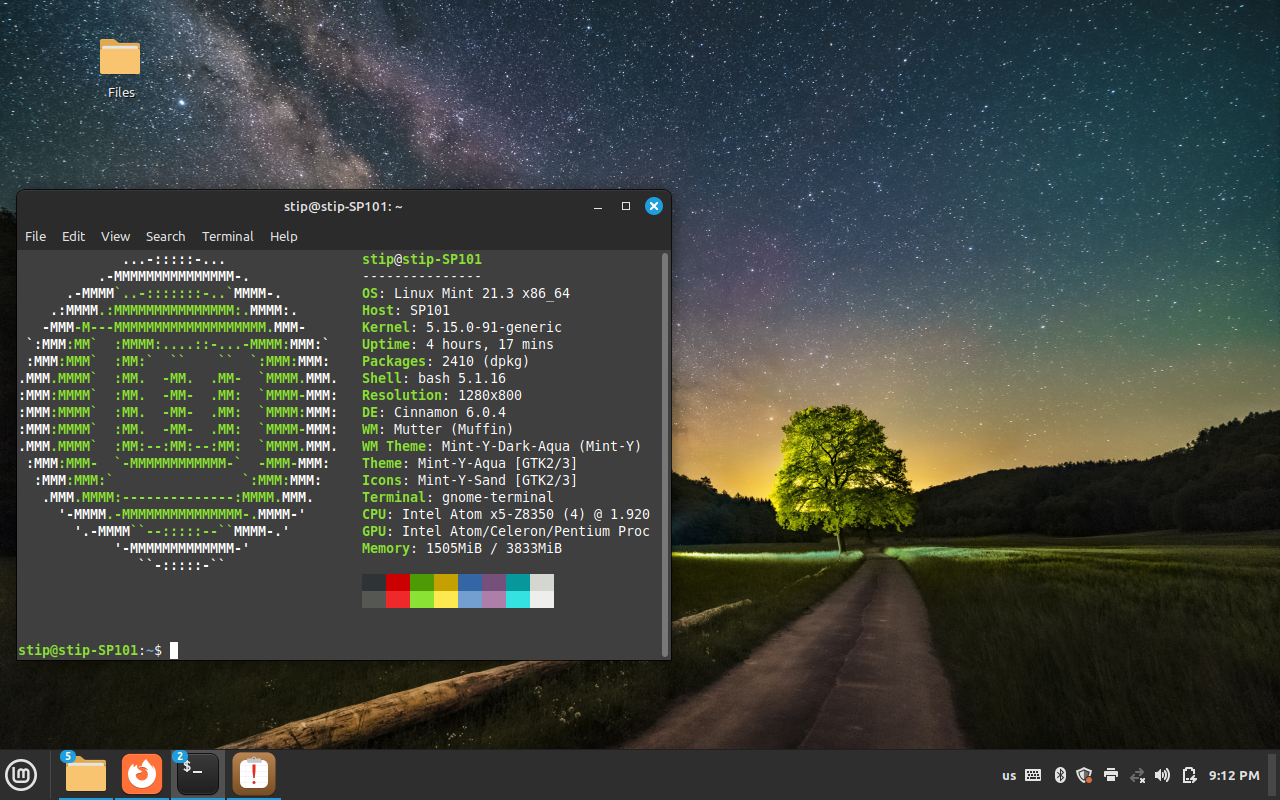 Files
stip@stip-SP101: ~
File Edit View Search Terminal Help
...-:::::-... stip@stip-SP101
.-MMMMMMMMMMMMMMM-. ---------------
.-MMMM`..-:::::::-..`MMMM-. OS: Linux Mint 21.3 x86_64
.:MMMM.:MMMMMMMMMMMMMMM:.MMMM:. Host: SP101
-MMM-M---MMMMMMMMMMMMMMMMMMM.MMM- Kernel: 5.15.0-91-generic
`:MMM:MM` :MMMM:....::-...-MMMM:MMM:` Uptime: 4 hours, 17 mins
:MMM:MMM` :MM:` `` `` `:MMM:MMM: Packages: 2410 (dpkg)
.MMM.MMMM` :MM. -MM. .MM- `MMMM.MMM. Shell: bash 5.1.16
:MMM:MMMM` :MM. -MM- .MM: `MMMM-MMM: Resolution: 1280x800
:MMM:MMMM` :MM. -MM- .MM: `MMMM:MMM: DE: Cinnamon 6.0.4
:MMM:MMMM` :MM. -MM- .MM: `MMMM-MMM: WM: Mutter (Muffin)
.MMM.MMMM` :MM:--:MM:--:MM: `MMMM.MMM. WM Theme: Mint-Y-Dark-Aqua (Mint-Y)
:MMM:MMM- `-MMMMMMMMMMMM-` -MMM-MMM: Theme: Mint-Y-Aqua [GTK2/3]
:MMM:MMM:` `:MMM:MMM: Icons: Mint-Y-Sand [GTK2/3]
.MMM.MMMM:--------------:MMMM.MMM. Terminal: gnome-terminal
'-MMMM.-MMMMMMMMMMMMMMM-.MMMM-' CPU: Intel Atom x5-Z8350 (4) @ 1.920
'.-MMMM``--:::::--``MMMM-.' GPU: Intel Atom/Celeron/Pentium Proc
'-MMMMMMMMMMMMM-' Memory: 1505MiB / 3833MiB
``-:::::-``
stip@stip-SP101:~$
5 2 $_ us 9:12 PM